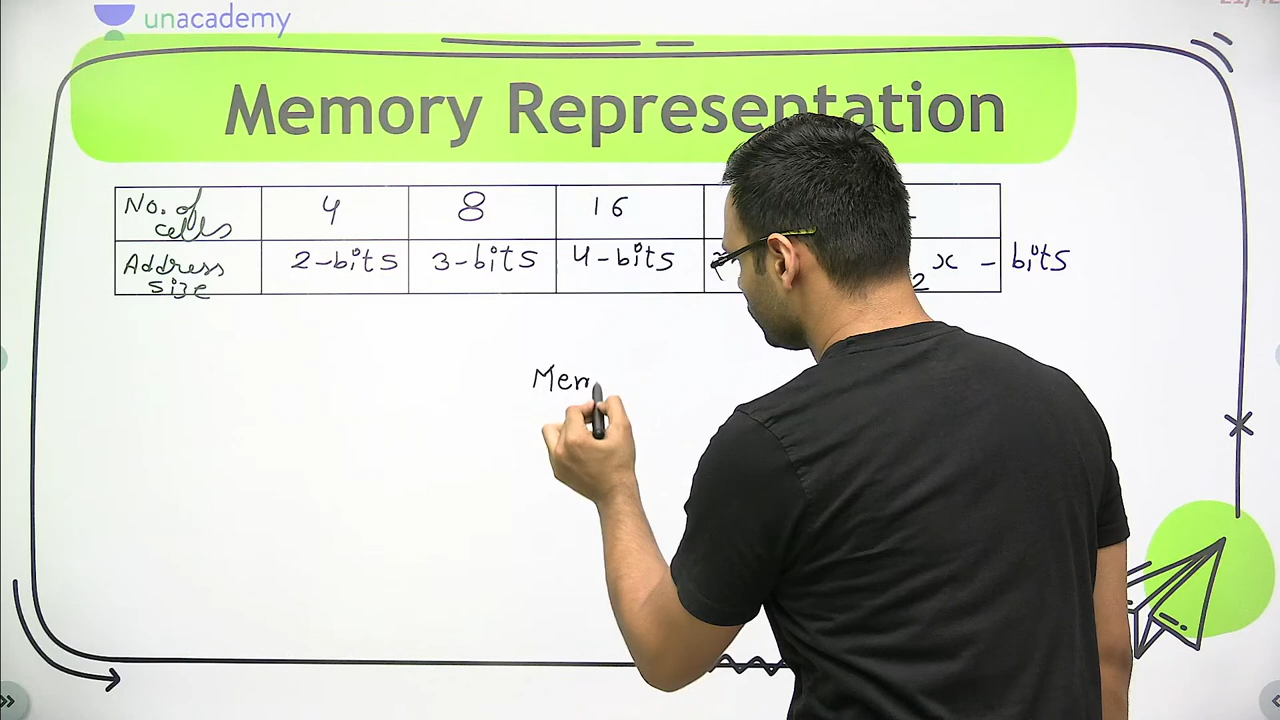 unacademy
Memory Representation
No. of cells 4 8 16
Address size 2-bits 3-bits 4-bits 2 x - bits
Mem